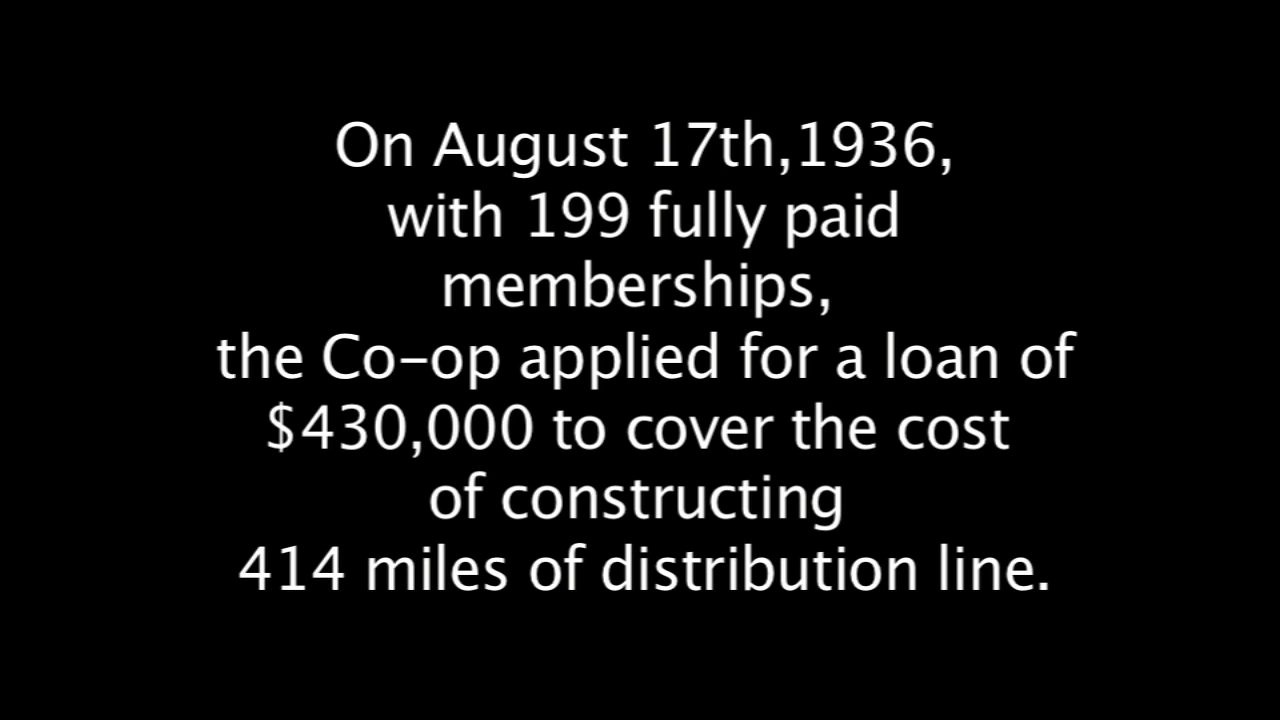 On August 17th,1936,
with 199 fully paid
memberships,
the Co-op applied for a loan of
$430,000 to cover the cost
of constructing
414 miles of distribution line.